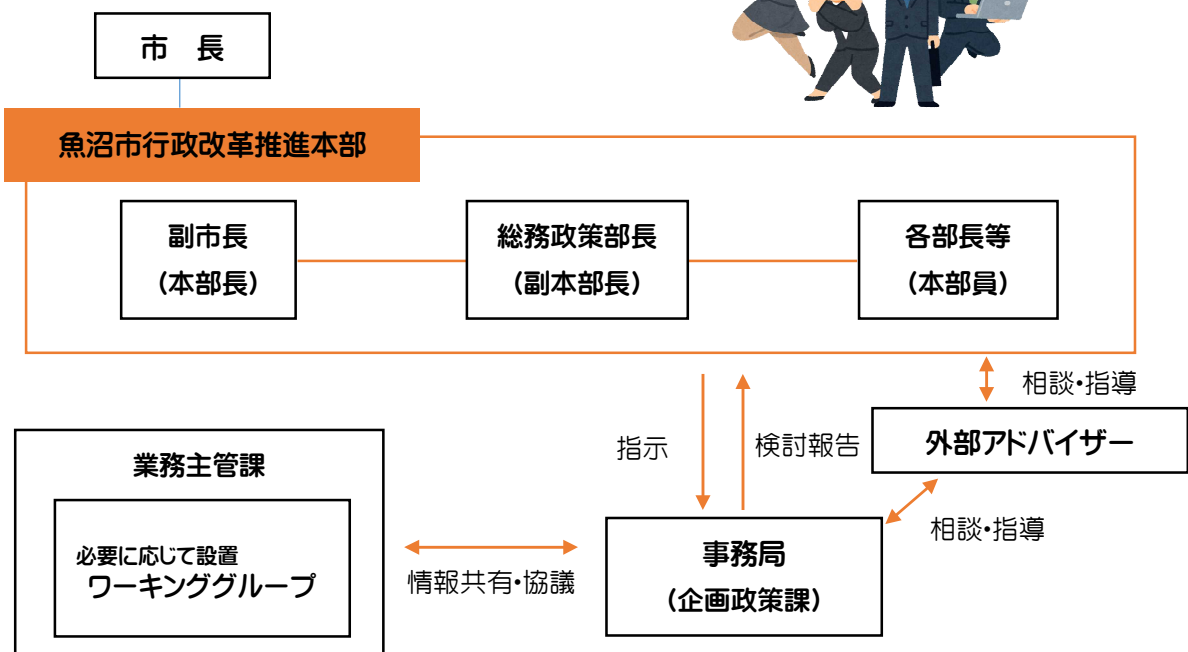 市　長
魚沼市行政改革推進本部
副市長
（本部長）
総務政策部長
（副本部長）
各部長等
（本部員）
相談・指導
外部アドバイザー
指示
検討報告
相談・指導
業務主管課
必要に応じて設置
ワーキンググループ
情報共有・協議
事務局
（企画政策課）